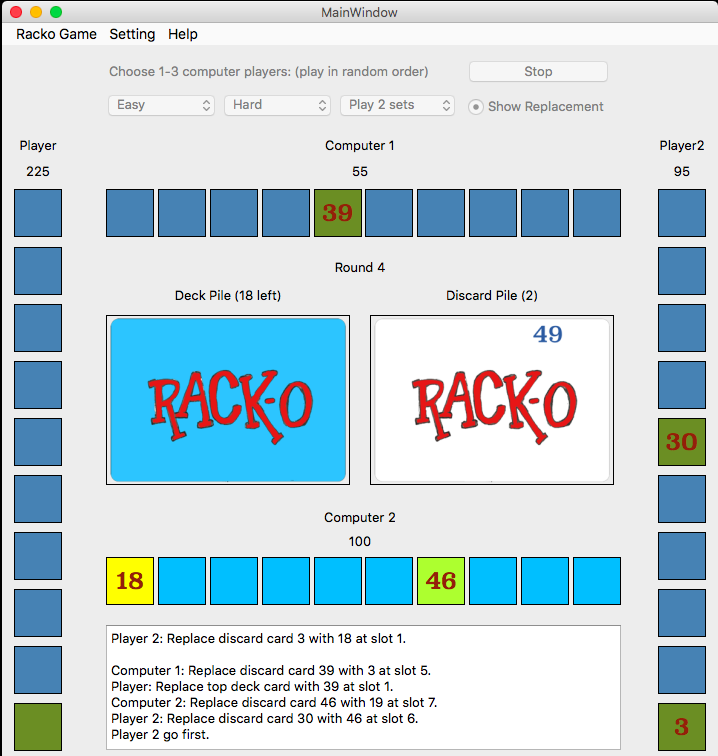 MainWindow
Racko Game Setting Help
Choose 1-3 computer players: (play in random order) Stop
Easy Hard Play 2 sets Show Replacement
Player Computer 1 Player2
225 55 95
39
Round 4
Deck Pile (18 left) Discard Pile (2)
49
RACK-O RACK-O
30
Computer 2
100
18 46
Player 2: Replace discard card 3 with 18 at slot 1.
Computer 1: Replace discard card 39 with 3 at slot 5.
Player: Replace top deck card with 39 at slot 1.
Computer 2: Replace discard card 46 with 19 at slot 7.
Player 2: Replace discard card 30 with 46 at slot 6.
Player 2 go first.
3